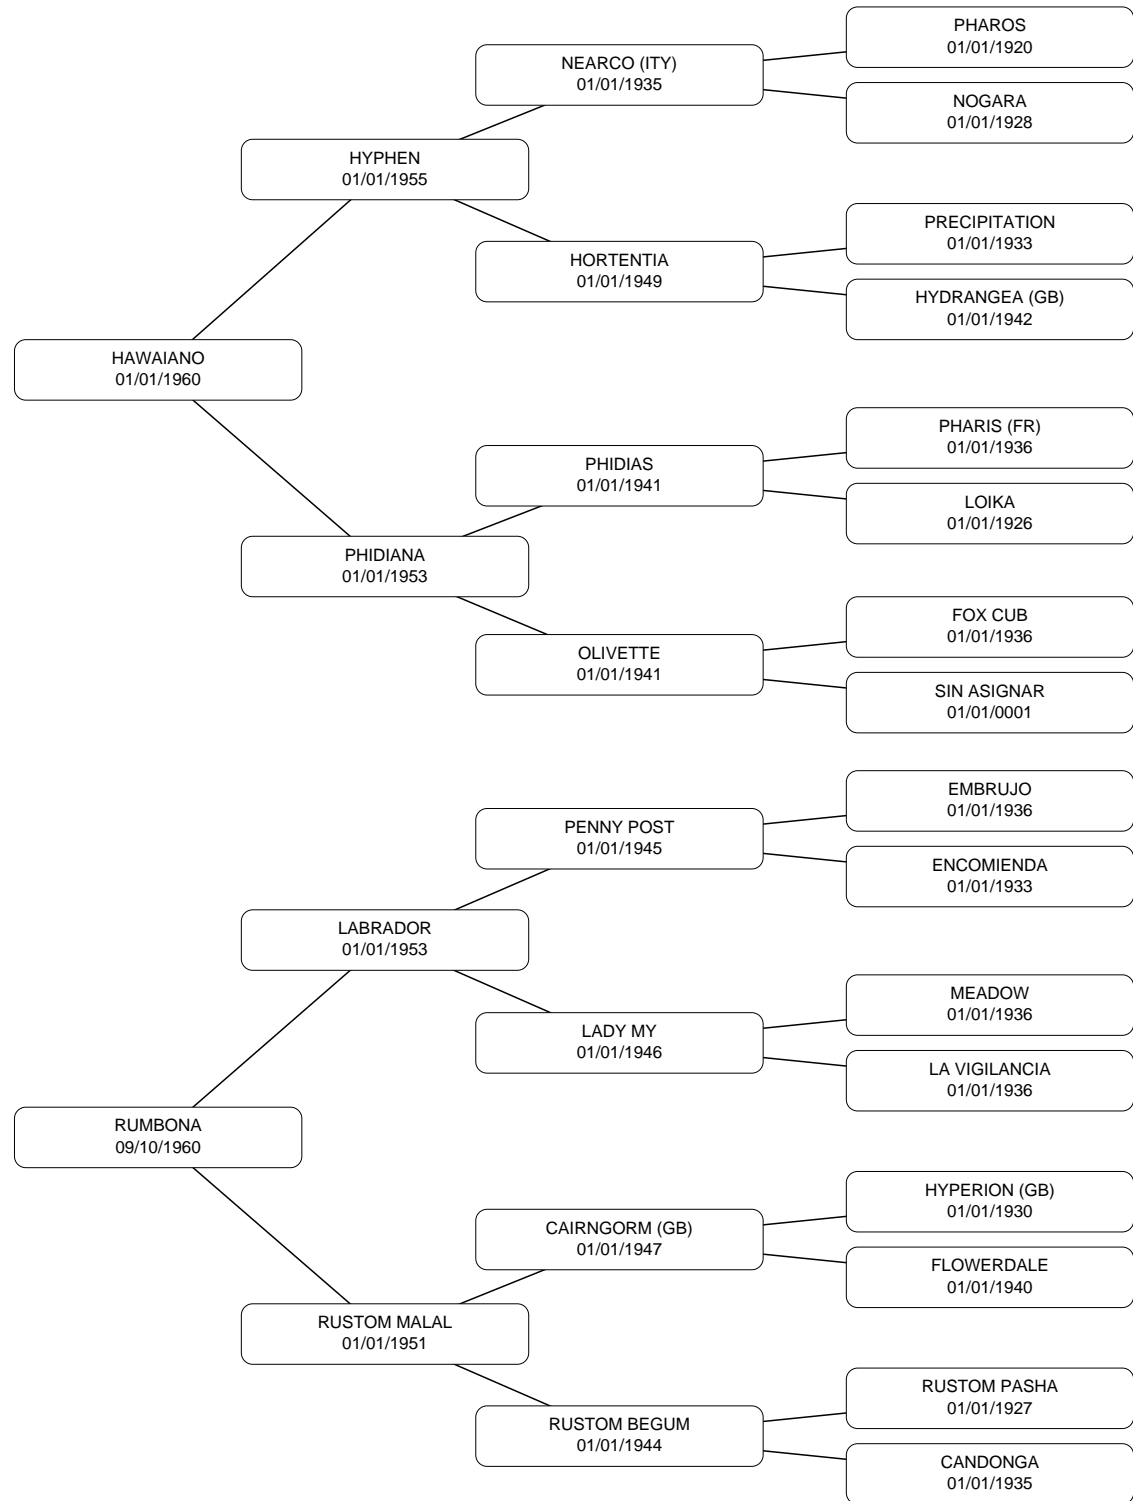 PHAROS
01/01/1920
NEARCO (ITY)
01/01/1935
NOGARA
01/01/1928
HYPHEN
01/01/1955
PRECIPITATION
01/01/1933
HORTENTIA
01/01/1949
HYDRANGEA (GB)
01/01/1942
HAWAIANO
01/01/1960
PHARIS (FR)
01/01/1936
PHIDIAS
01/01/1941
LOIKA
01/01/1926
PHIDIANA
01/01/1953
FOX CUB
01/01/1936
OLIVETTE
01/01/1941
SIN ASIGNAR
01/01/0001
EMBRUJO
01/01/1936
PENNY POST
01/01/1945
ENCOMIENDA
01/01/1933
LABRADOR
01/01/1953
MEADOW
01/01/1936
LADY MY
01/01/1946
LA VIGILANCIA
01/01/1936
RUMBONA
09/10/1960
HYPERION (GB)
01/01/1930
CAIRNGORM (GB)
01/01/1947
FLOWERDALE
01/01/1940
RUSTOM MALAL
01/01/1951
RUSTOM PASHA
01/01/1927
RUSTOM BEGUM
01/01/1944
CANDONGA
01/01/1935